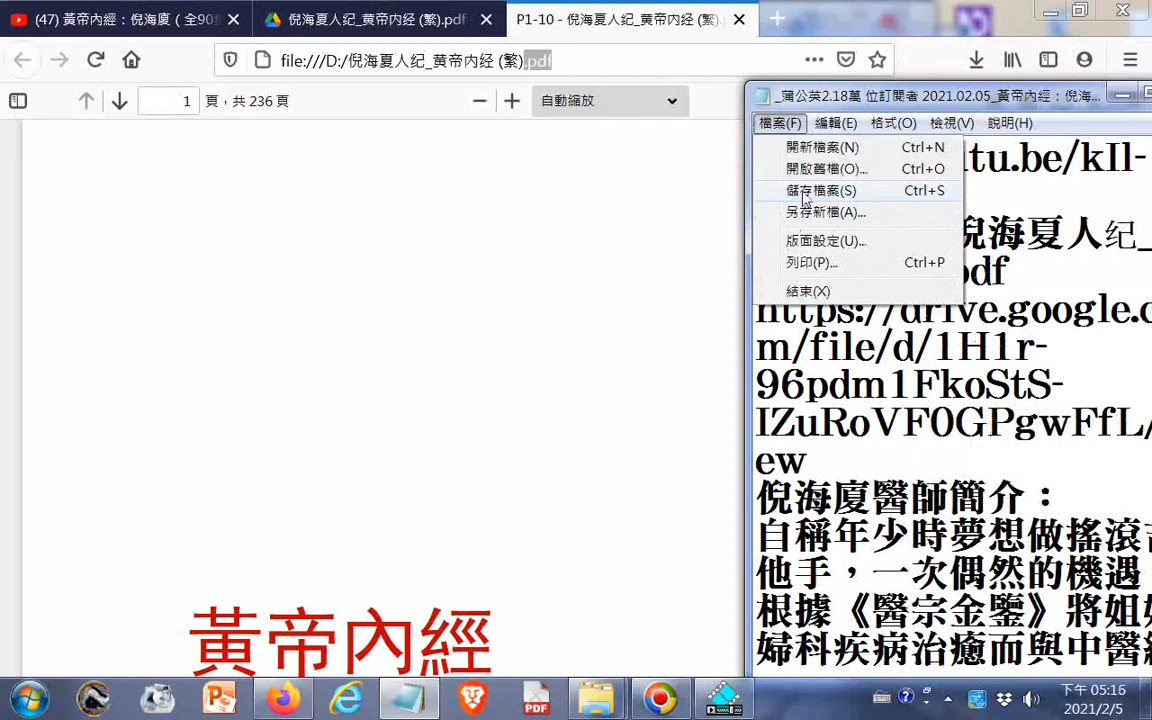 (47) 黃帝內經：倪海廈（全90
倪海夏人纪_黄帝内经 (繁).pdf
P1-10 - 倪海夏人纪_黄帝内经 (繁).
file:///D:/倪海夏人纪_黄帝内经 (繁).pdf
1 頁，共 236 頁
自動縮放
_蒲公英2.18萬 位訂閱者 2021.02.05_黃帝內經：倪海...
檔案(F) 編輯(E) 格式(O) 檢視(V) 說明(H)
開新檔案(N) Ctrl+N
開啟舊檔(O)... Ctrl+O
儲存檔案(S) Ctrl+S
另存新檔(A)...
版面設定(U)...
列印(P)... Ctrl+P
結束(X)
utu.be/kIl-
倪海夏人纪_
pdf
https://drive.google.c
m/file/d/1H1r-
96pdm1FkoStS-
IZuRoVF0GPgwFfL/
ew
倪海廈醫師簡介：
自稱年少時夢想做搖滾
他手，一次偶然的機遇
根據《醫宗金鑒》將姐
婦科疾病治癒而與中醫
黃帝內經
PDF
下午 05:16
2021/2/5